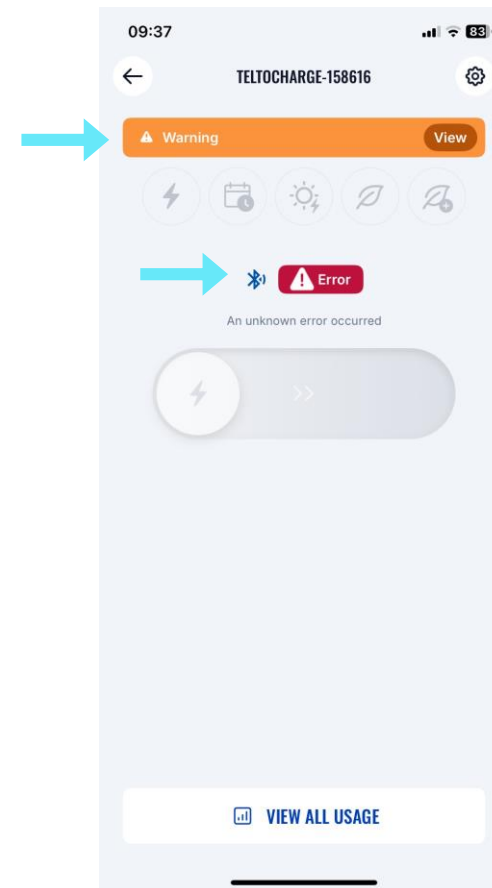 09:37
83
TELTOCHARGE-158616
Warning
View
Error
An unknown error occurred
VIEW ALL USAGE